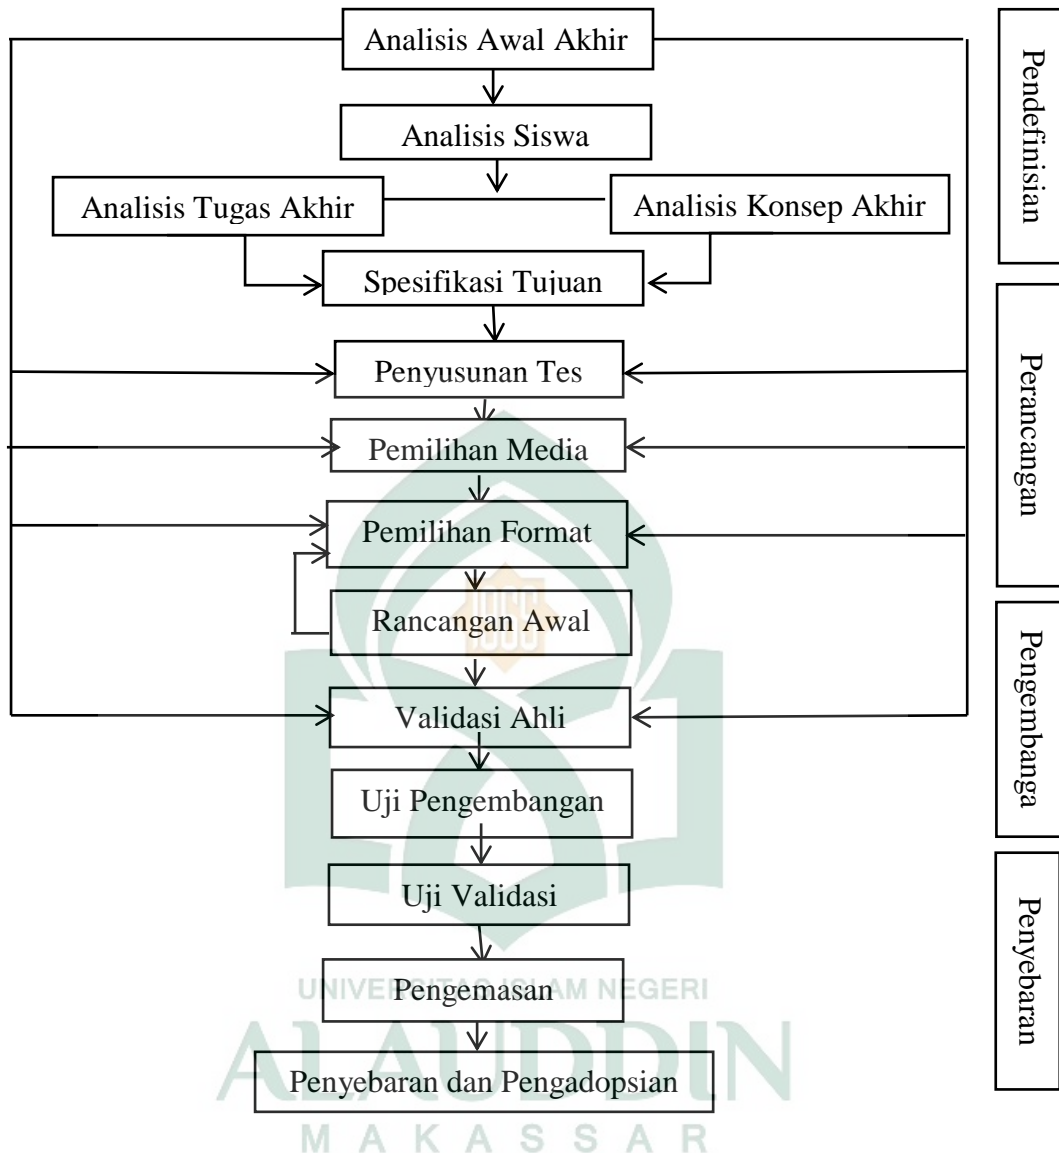 Analisis Awal Akhir
Analisis Siswa
Analisis Tugas Akhir
Analisis Konsep Akhir
Spesifikasi Tujuan
Penyusunan Tes
Pemilihan Media
Pemilihan Format
Rancangan Awal
Validasi Ahli
Uji Pengembangan
Uji Validasi
Pengemasan
Penyebaran dan Pengadopsian
Pendefinisian
Perancangan
Pengembanga
Penyebaran
UNIVERSITAS ISLAM NEGERI
ALAUDDIN
MAKASSAR